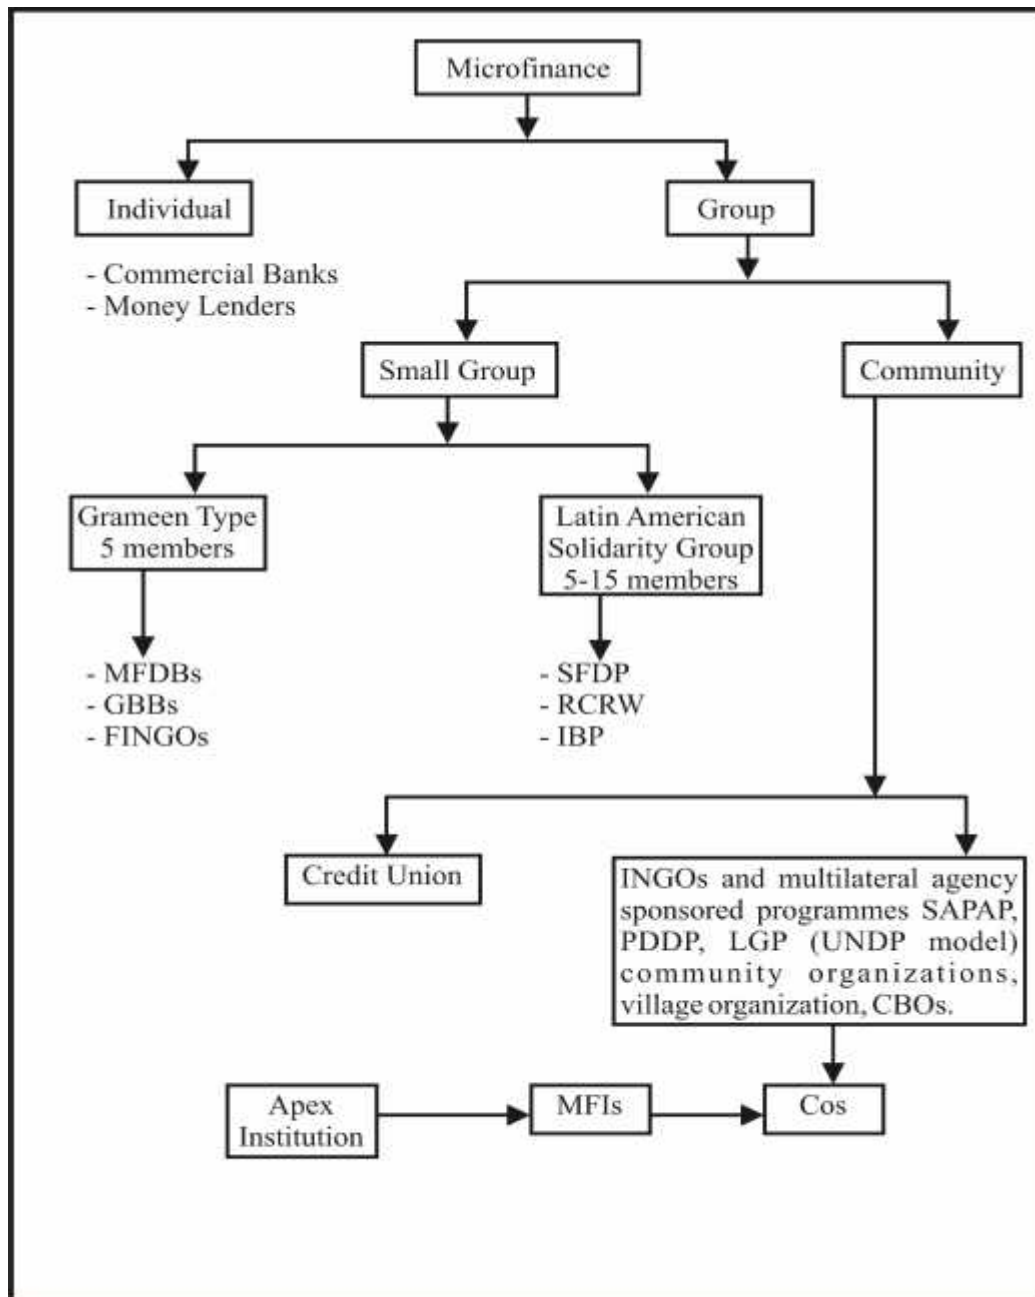 Microfinance
Individual
Group
- Commercial Banks
- Money Lenders
Small Group
Community
Grameen Type
5 members
Latin American
Solidarity Group
5-15 members
- MFDBs
- GBBs
- FINGOs
- SFDP
- RCRW
- IBP
Credit Union
INGOs and multilateral agency
sponsored programmes SAPAP,
PDDP, LGP (UNDP model)
community organizations,
village organization, CBOs.
Apex
Institution
MFIs
Cos